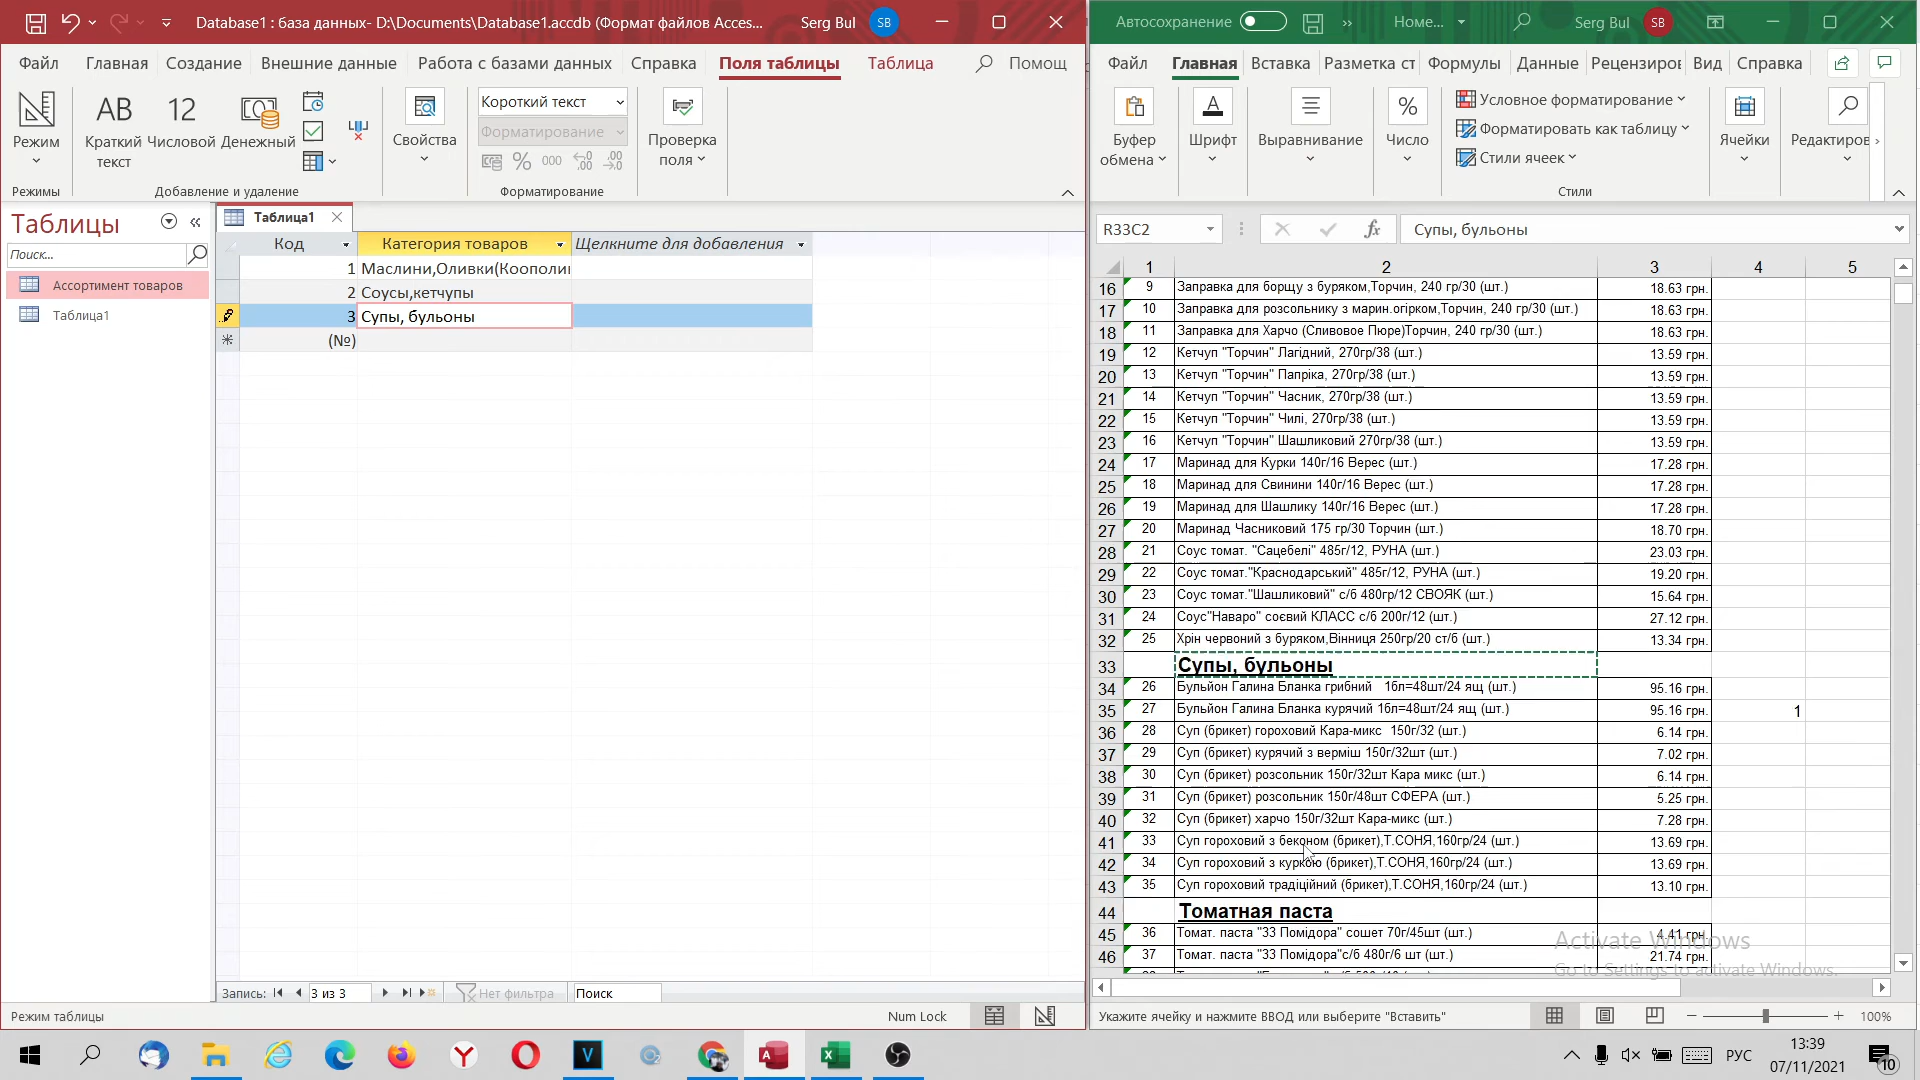 Database1 : база данных- D:\Documents\Database1.accdb (Формат файлов Acces...
Serg Bul
SB
Файл
Главная
Создание
Внешние данные
Работа с базами данных
Справка
Поля таблицы
Таблица
Помощ
Режим
AB
Краткий текст
12
Числовой
Денежный
Свойства
Короткий текст
Форматирование
%
000
Проверка поля
Режимы
Добавление и удаление
Форматирование
Таблицы
Поиск...
Ассортимент товаров
Таблица1
Таблица1
Код
Категория товаров
Щелкните для добавления
1 Маслини,Оливки(Коополи
2 Соусы,кетчупы
3 Супы, бульоны
(№)
Запись:
3 из 3
Нет фильтра
Поиск
Режим таблицы
Num Lock
Автосохранение
Номе...
Serg Bul
SB
Файл
Главная
Вставка
Разметка ст
Формулы
Данные
Рецензиров
Вид
Справка
Буфер обмена
Шрифт
Выравнивание
%
Число
Условное форматирование
Форматировать как таблицу
Стили ячеек
Ячейки
Редактиров
Стили
R33C2
fx
Супы, бульоны
1 2 3 4 5
16 9 Заправка для борщу з буряком,Торчин, 240 гр/30 (шт.) 18.63 грн.
17 10 Заправка для розсольнику з марин.огірком,Торчин, 240 гр/30 (шт.) 18.63 грн.
18 11 Заправка для Харчо (Сливовое Пюре)Торчин, 240 гр/30 (шт.) 18.63 грн.
19 12 Кетчуп "Торчин" Лагідний, 270гр/38 (шт.) 13.59 грн.
20 13 Кетчуп "Торчин" Папріка, 270гр/38 (шт.) 13.59 грн.
21 14 Кетчуп "Торчин" Часник, 270гр/38 (шт.) 13.59 грн.
22 15 Кетчуп "Торчин" Чилі, 270гр/38 (шт.) 13.59 грн.
23 16 Кетчуп "Торчин" Шашликовий 270гр/38 (шт.) 13.59 грн.
24 17 Маринад для Курки 140г/16 Верес (шт.) 17.28 грн.
25 18 Маринад для Свинини 140г/16 Верес (шт.) 17.28 грн.
26 19 Маринад для Шашлику 140г/16 Верес (шт.) 17.28 грн.
27 20 Маринад Часниковий 175 гр/30 Торчин (шт.) 18.70 грн.
28 21 Соус томат. "Сацебелі" 485г/12, РУНА (шт.) 23.03 грн.
29 22 Соус томат."Краснодарський" 485г/12, РУНА (шт.) 19.20 грн.
30 23 Соус томат."Шашликовий" с/б 480гр/12 СВОЯК (шт.) 15.64 грн.
31 24 Соус"Наваро" соєвий КЛАСС с/б 200г/12 (шт.) 27.12 грн.
32 25 Хрін червоний з буряком,Вінниця 250гр/20 ст/б (шт.) 13.34 грн.
33 Супы, бульоны
34 26 Бульйон Галина Бланка грибний 1бл=48шт/24 ящ (шт.) 95.16 грн.
35 27 Бульйон Галина Бланка курячий 1бл=48шт/24 ящ (шт.) 95.16 грн. 1
36 28 Суп (брикет) гороховий Кара-микс 150г/32 (шт.) 6.14 грн.
37 29 Суп (брикет) курячий з верміш 150г/32шт (шт.) 7.02 грн.
38 30 Суп (брикет) розсольник 150г/32шт Кара микс (шт.) 6.14 грн.
39 31 Суп (брикет) розсольник 150г/48шт СФЕРА (шт.) 5.25 грн.
40 32 Суп (брикет) харчо 150г/32шт Кара-микс (шт.) 7.28 грн.
41 33 Суп гороховий з беконом (брикет),Т.СОНЯ,160гр/24 (шт.) 13.69 грн.
42 34 Суп гороховий з куркою (брикет),Т.СОНЯ,160гр/24 (шт.) 13.69 грн.
43 35 Суп гороховий традіційний (брикет),Т.СОНЯ,160гр/24 (шт.) 13.10 грн.
44 Томатная паста
45 36 Томат. паста "33 Помідора" сошет 70г/45шт (шт.) 4.41 грн.
46 37 Томат. паста "33 Помідора"с/б 480г/6 шт (шт.) 21.74 грн.
Activate Windows
Go to Settings to activate Windows.
Укажите ячейку и нажмите ВВОД или выберите "Вставить"
100%
РУС
13:39
07/11/2021
10